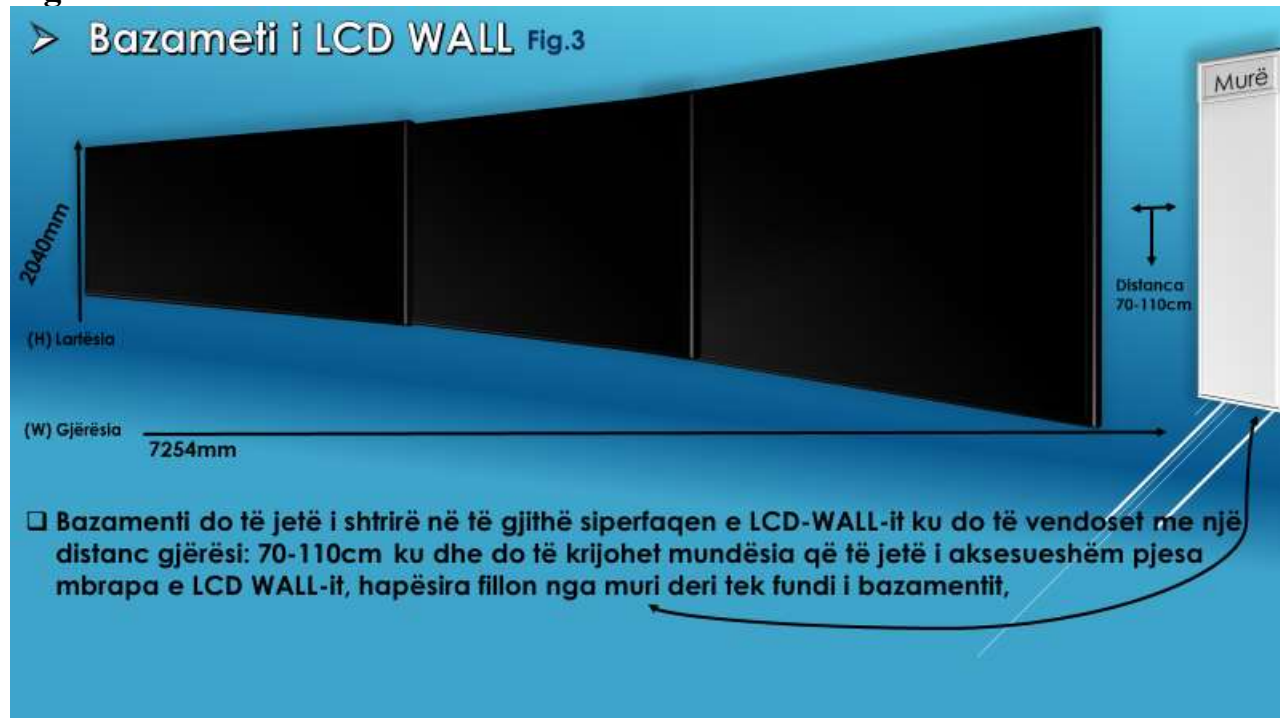 ➢ Bazameti i LCD WALL Fig.3
Murë
2040mm
Distanca
70-110cm
(H) Lartësia
(W) Gjërësia
7254mm
❑ Bazamenti do të jetë i shtrirë në të gjithë siperfaqen e LCD-WALL-it ku do të vendoset me një
distanc gjërësi: 70-110cm ku dhe do të krijohet mundësia që të jetë i aksesueshëm pjesa
mbrapa e LCD WALL-it, hapësira fillon nga muri deri tek fundi i bazamentit,